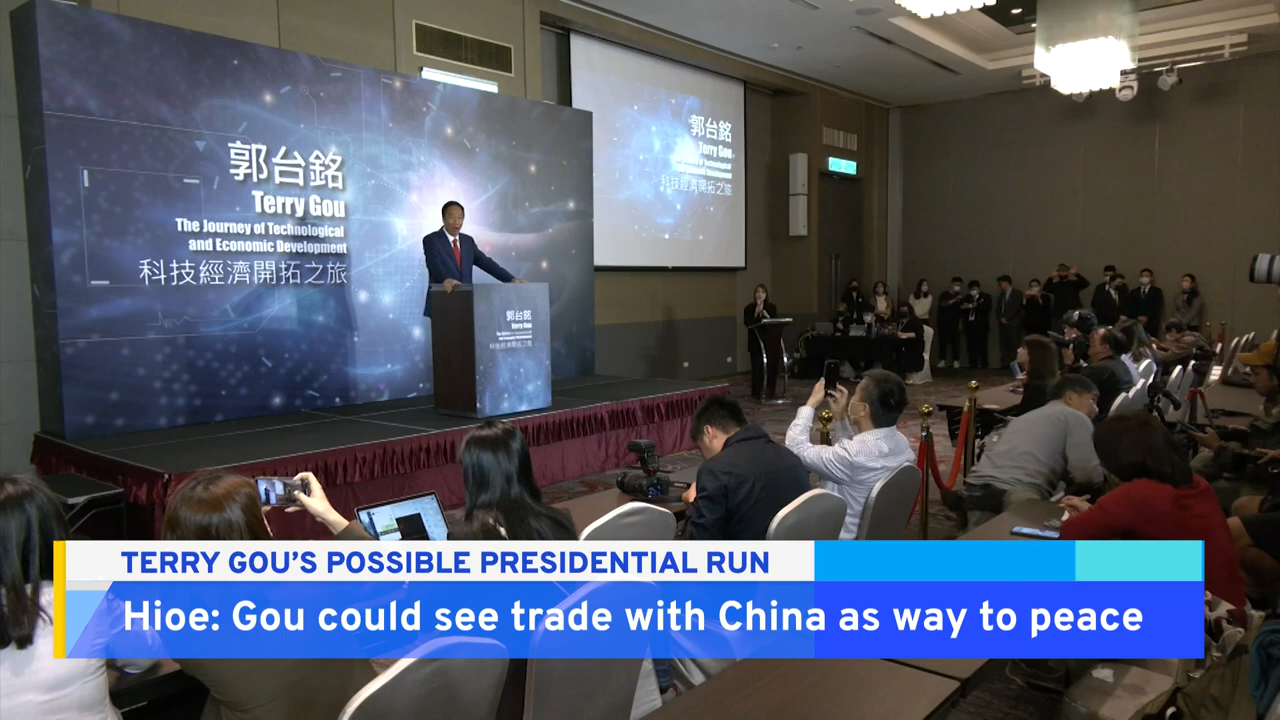 郭台銘
Terry Gou
The Journey of Technological
and Economic Development
科技經濟開拓之旅
郭台銘
Terry Gou
科技經濟開拓之旅
郭台銘
Terry Gou
科技經濟開拓之旅
TERRY GOU'S POSSIBLE PRESIDENTIAL RUN
Hioe: Gou could see trade with China as way to peace